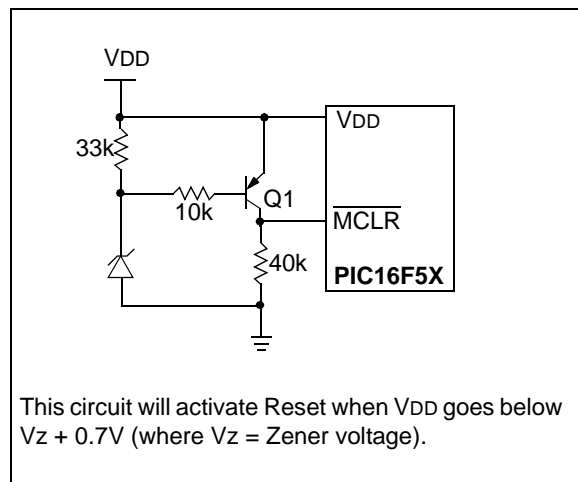 VDD
VDD
33k
Q1
10k
MCLR
40k
PIC16F5X
This circuit will activate Reset when VDD goes below
Vz + 0.7V (where Vz = Zener voltage).